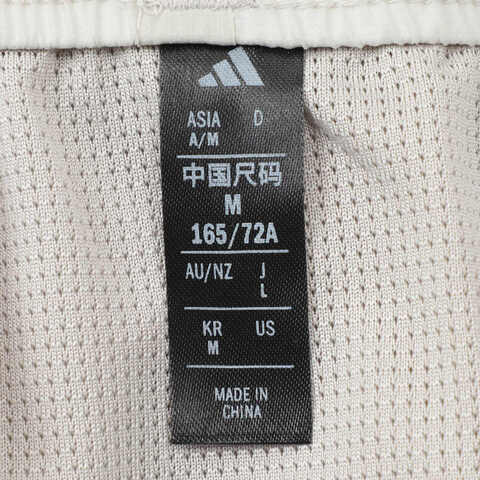 ASIA D
A/M
中国尺码
M
165/72A
AU/NZ J
L
KR US
M
MADE IN
CHINA